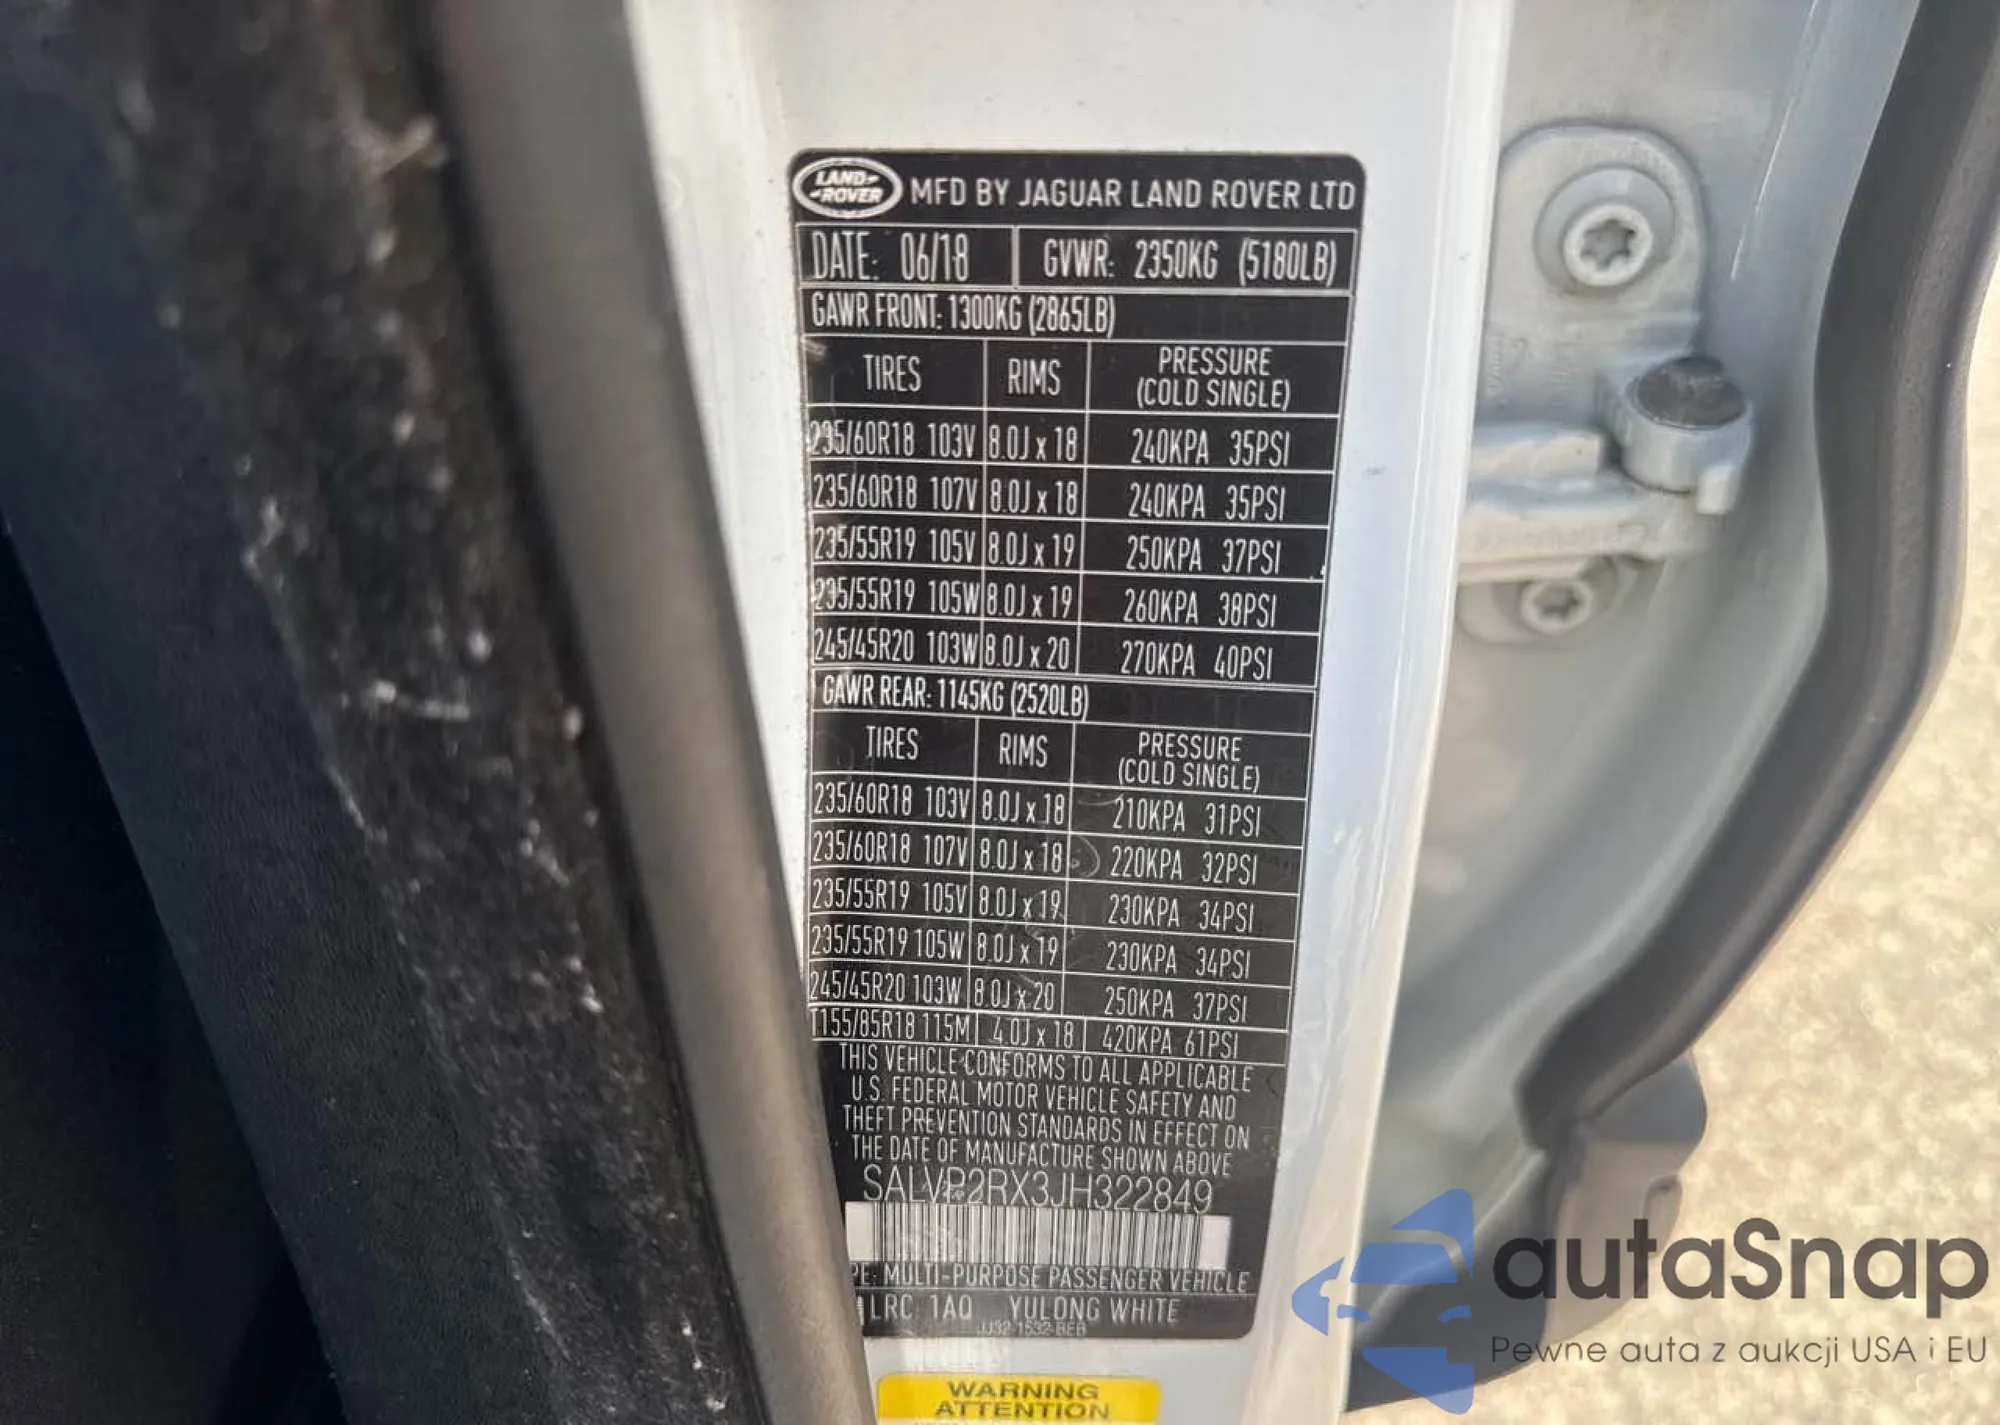 LAND ROVER MFD BY JAGUAR LAND ROVER LTD
DATE: 06/18 GVWR: 2350KG (5180LB)
GAWR FRONT: 1300KG (2865LB)
TIRES RIMS PRESSURE (COLD SINGLE)
235/60R18 103V 8.0J x 18 240KPA 35PSI
235/60R18 107V 8.0J x 18 240KPA 35PSI
235/55R19 105V 8.0J x 19 250KPA 37PSI
235/55R19 105W 8.0J x 19 260KPA 38PSI
245/45R20 103W 8.0J x 20 270KPA 40PSI
GAWR REAR: 1145KG (2520LB)
TIRES RIMS PRESSURE (COLD SINGLE)
235/60R18 103V 8.0J x 18 210KPA 31PSI
235/60R18 107V 8.0J x 18 220KPA 32PSI
235/55R19 105V 8.0J x 19 230KPA 34PSI
235/55R19 105W 8.0J x 19 230KPA 34PSI
245/45R20 103W 8.0J x 20 250KPA 37PSI
T155/85R18 115M 4.0J x 18 420KPA 61PSI
THIS VEHICLE CONFORMS TO ALL APPLICABLE
U.S. FEDERAL MOTOR VEHICLE SAFETY AND
THEFT PREVENTION STANDARDS IN EFFECT ON
THE DATE OF MANUFACTURE SHOWN ABOVE
SALVP2RX3JH322849
PE: MULTI-PURPOSE PASSENGER VEHICLE
LRC 1AQ YULONG WHITE
JJ32-1532-BEB
WARNING
ATTENTION
autaSnap
Pewne auta z aukcji USA i EU